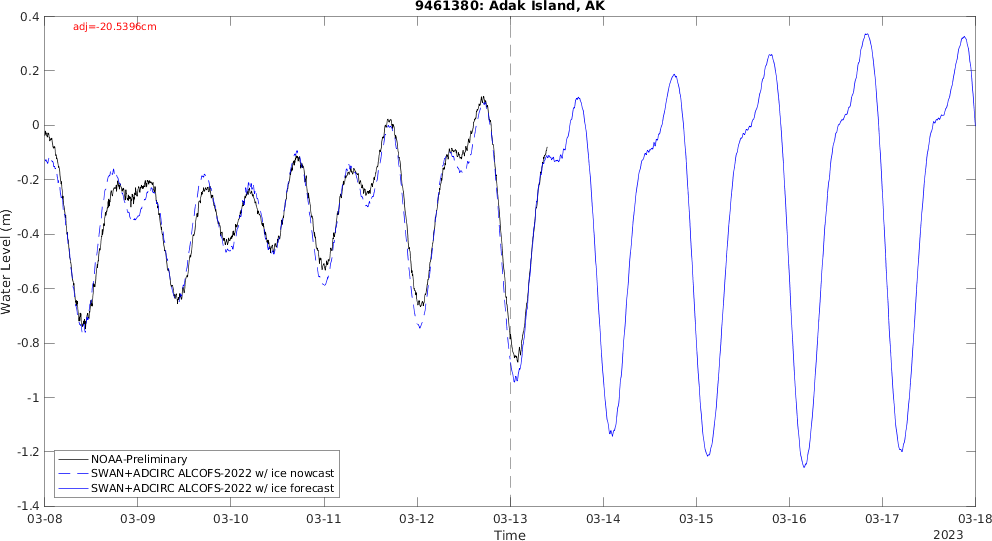 9461380: Adak Island, AK
adj=-20.5396cm
0.4
0.2
0
-0.2
-0.4
-0.6
-0.8
-1
-1.2
-1.4
Water Level (m)
NOAA-Preliminary
SWAN+ADCIRC ALCOFS-2022 w/ ice nowcast
SWAN+ADCIRC ALCOFS-2022 w/ ice forecast
03-08 03-09 03-10 03-11 03-12 03-13 03-14 03-15 03-16 03-17 03-18
Time
2023